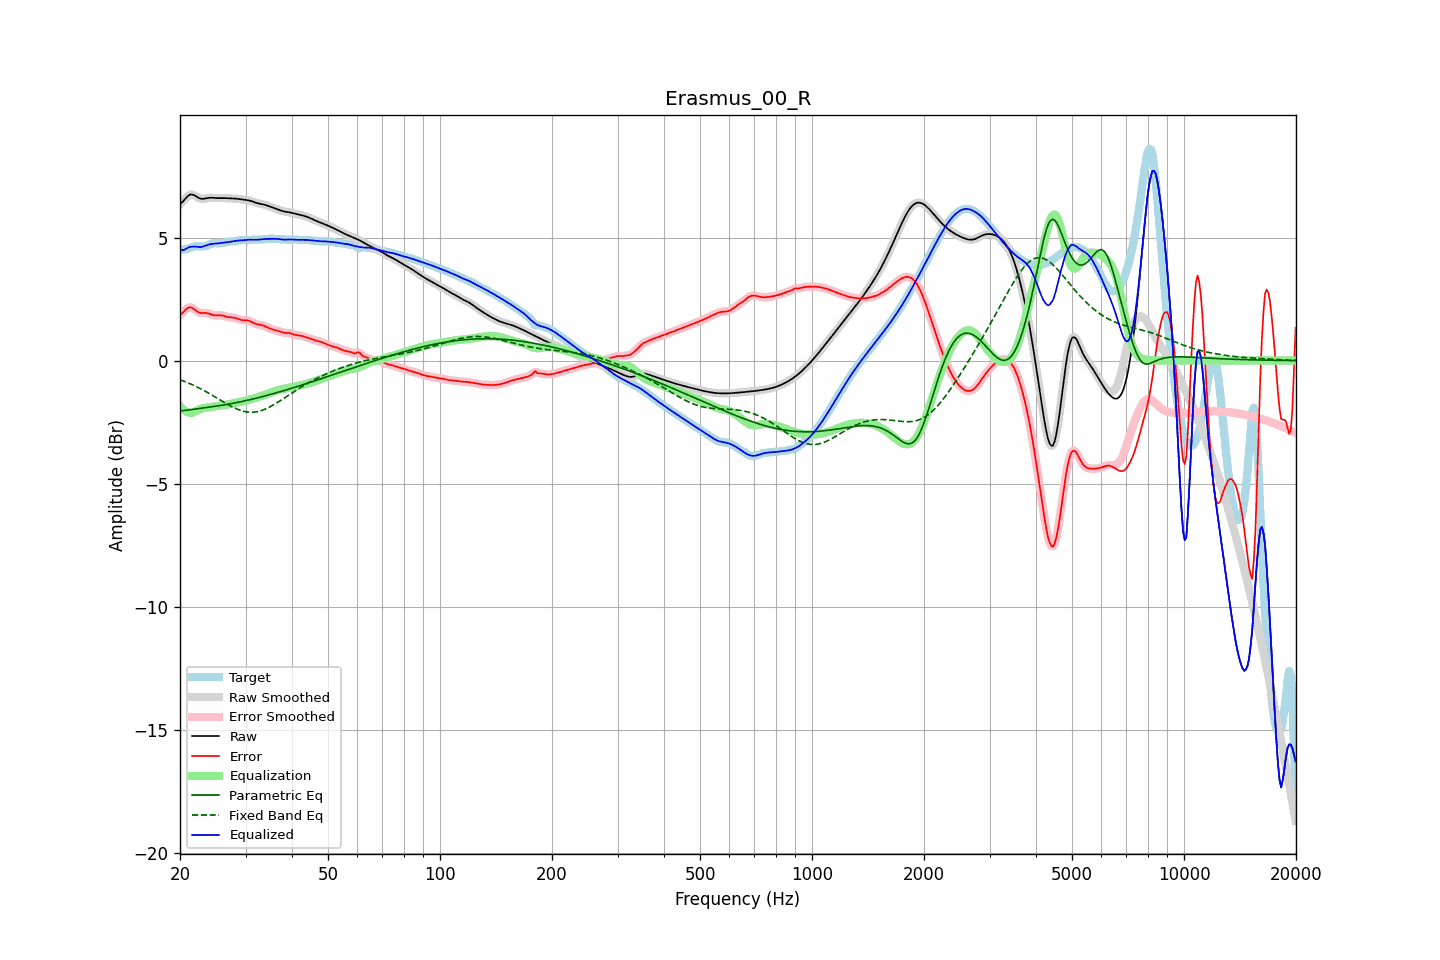 Erasmus_00_R
Amplitude (dBr)
5
0
−5
−10
−15
−20
Target
Raw Smoothed
Error Smoothed
Raw
Error
Equalization
Parametric Eq
Fixed Band Eq
Equalized
20 50 100 200 500 1000 2000 5000 10000 20000
Frequency (Hz)